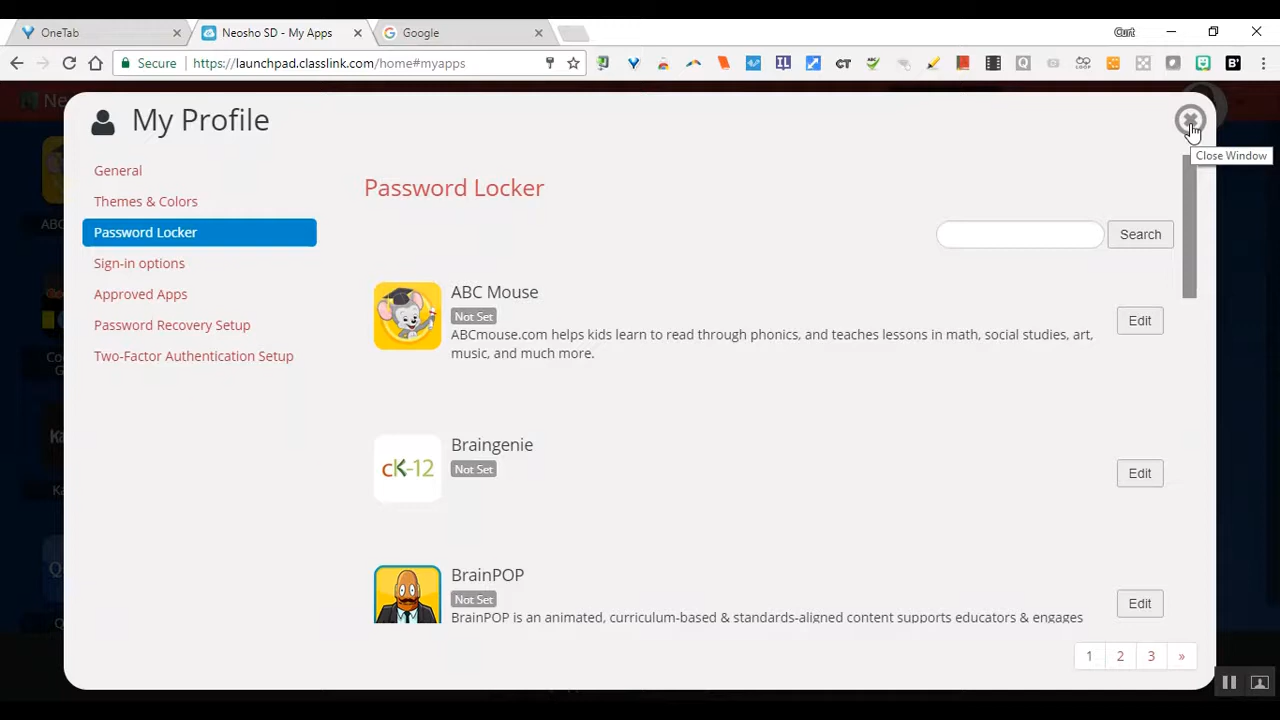 OneTab
Neosho SD - My Apps
Google
Curt
Secure
https://launchpad.classlink.com/home#myapps
My Profile
Close Window
General
Themes & Colors
Password Locker
Sign-in options
Approved Apps
Password Recovery Setup
Two-Factor Authentication Setup
Password Locker
Search
ABC Mouse
Not Set
ABCmouse.com helps kids learn to read through phonics, and teaches lessons in math, social studies, art,
music, and much more.
Edit
cK-12
Braingenie
Not Set
Edit
BrainPOP
Not Set
BrainPOP is an animated, curriculum-based & standards-aligned content supports educators & engages
Edit
1 2 3 »